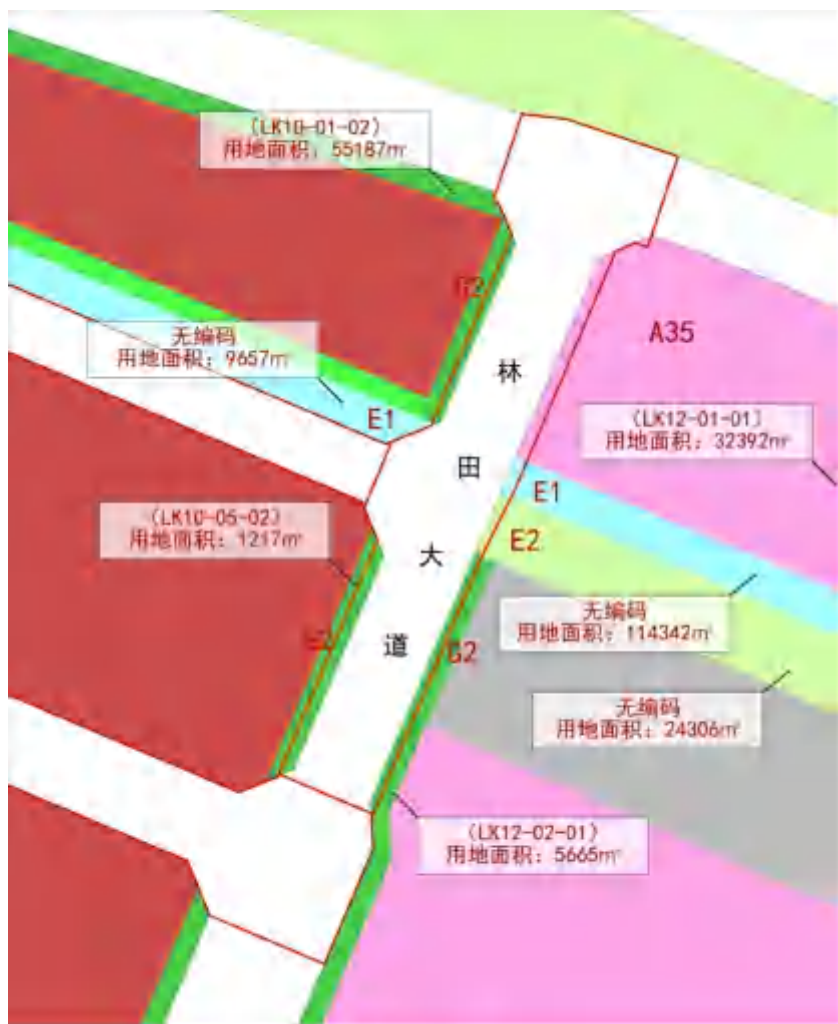 (LK10-01-02)
用地面积：55187㎡
G2
林
A35
无编码
用地面积：9657㎡
E1
(LK12-01-01)
用地面积：32392㎡
田
E1
(LK10-05-02)
用地面积：1217㎡
E2
大
无编码
用地面积：114342㎡
道
G2
无编码
用地面积：24306㎡
(LK12-02-01)
用地面积：5665㎡